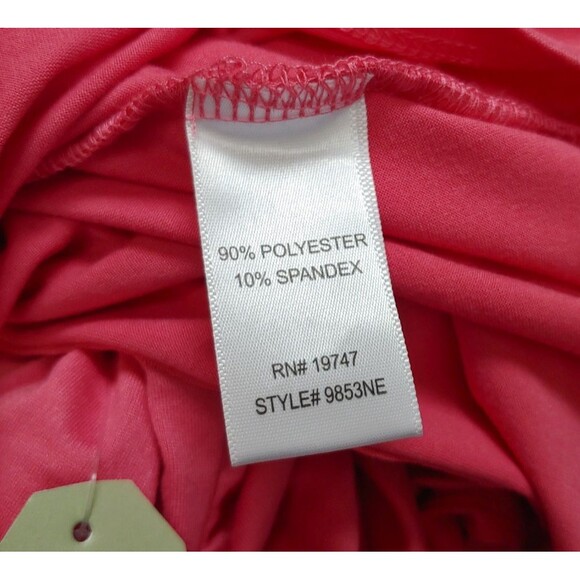 90% POLYESTER
10% SPANDEX
RN# 19747
STYLE# 9853NE